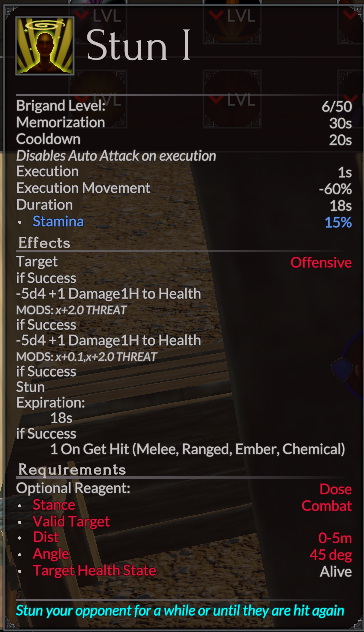 LVL
Stun I
LVL
LVL
Brigand Level: 6/50
Memorization 30s
Cooldown 20s
Disables Auto Attack on execution
Execution 1s
Execution Movement -60%
Duration 18s
• Stamina 15%
Effects
Target Offensive
if Success
-5d4 +1 Damage1H to Health
MODS: x+2.0 THREAT
if Success
-5d4 +1 Damage1H to Health
MODS: x+0.1,x+2.0 THREAT
if Success
Stun
Expiration:
18s
if Success
1 On Get Hit (Melee, Ranged, Ember, Chemical)
Requirements
Optional Reagent: Dose
• Stance Combat
• Valid Target
• Dist 0-5m
• Angle 45 deg
• Target Health State Alive
Stun your opponent for a while or until they are hit again